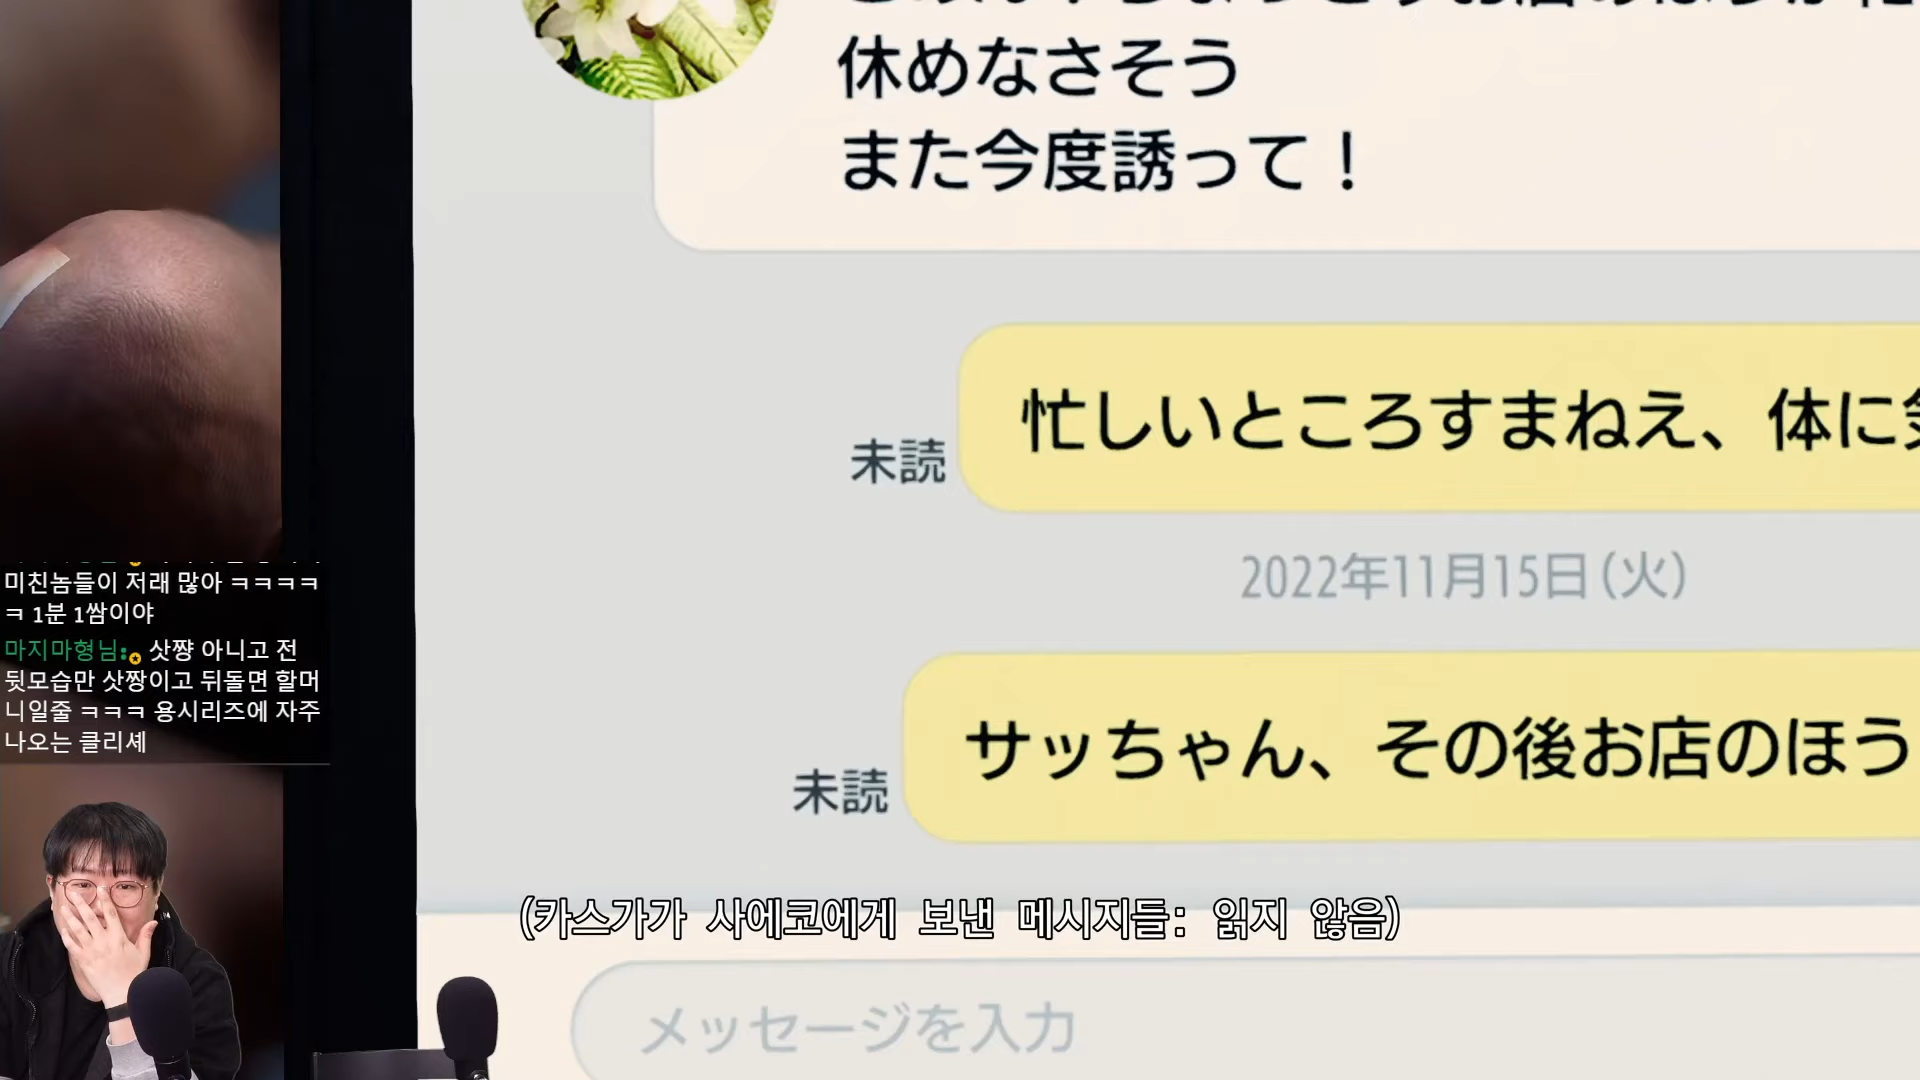 休めなさそう
また今度誘って！
忙しいところすまねえ、体に気
未読
2022年11月15日(火)
サッちゃん、その後お店のほう
未読
미친놈들이 저래 많아 ㅋㅋㅋㅋ
ㅋ 1분 1쌈이야
마지마형님: 삿쨩 아니고 전
뒷모습만 삿짱이고 뒤돌면 할머
니일줄 ㅋㅋㅋ 용시리즈에 자주
나오는 클리셰
(카스가가 사에코에게 보낸 메시지들: 읽지 않음)
メッセージを入力